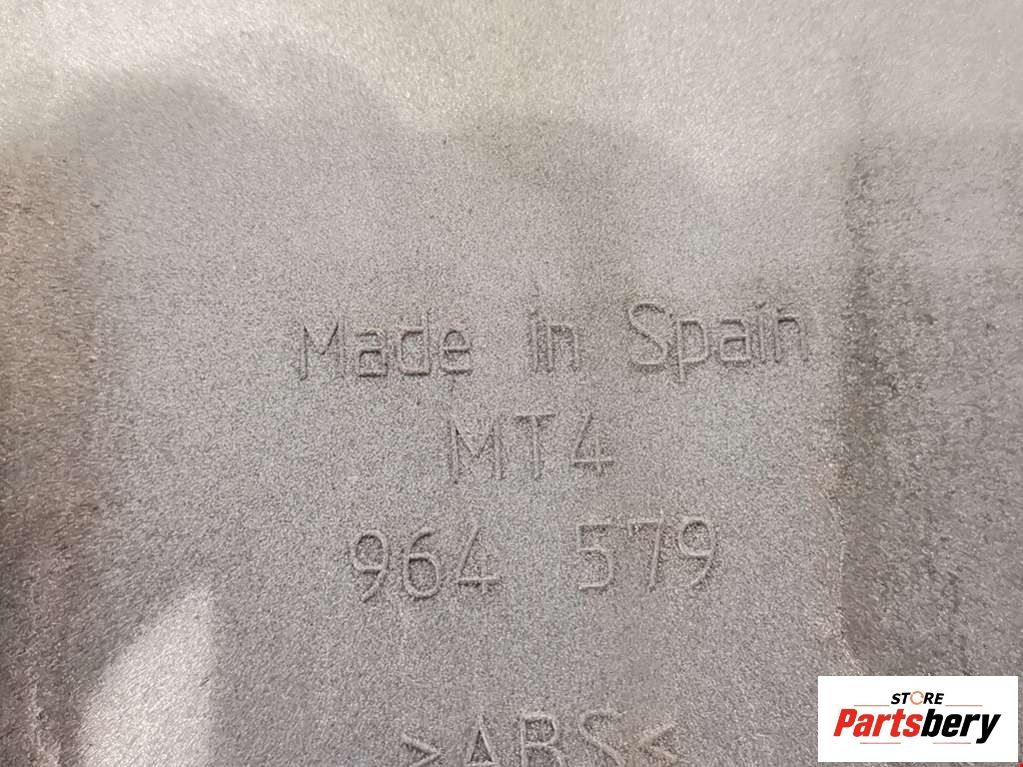 Made in Spain
MT4
964 579
>ABS<
STORE
Partsbery